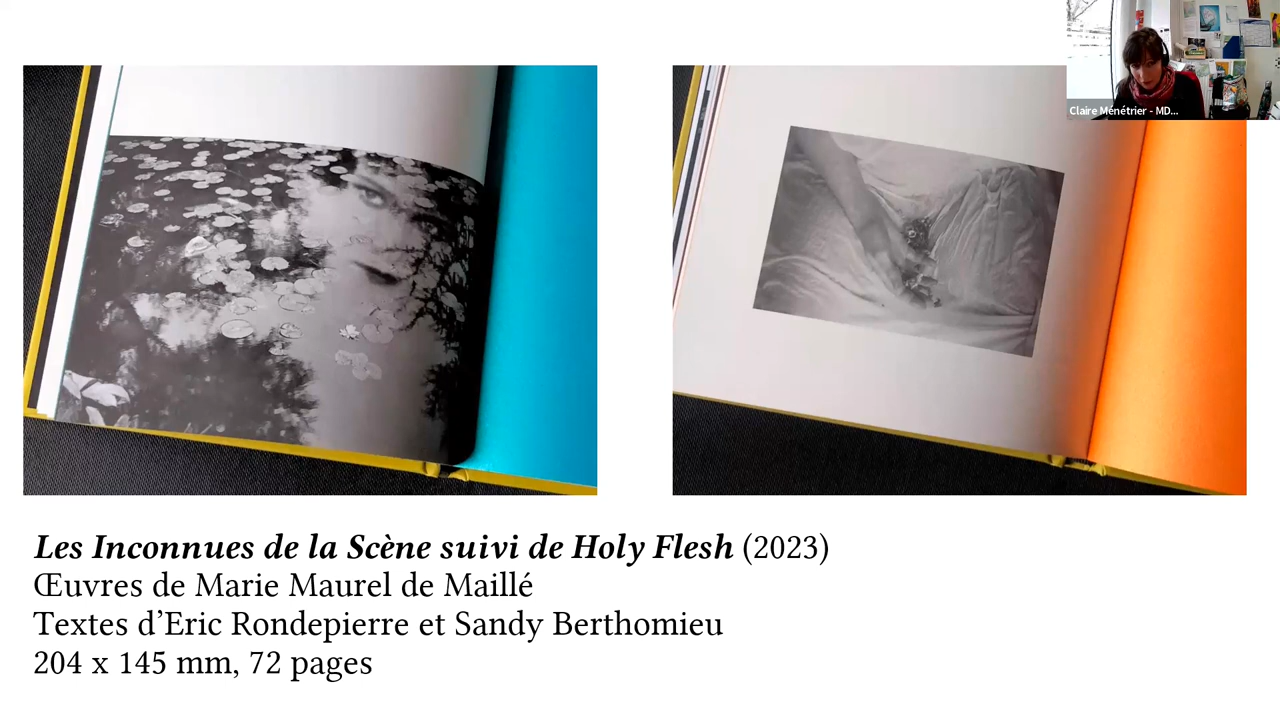 Claire Ménétrier - MD...
Les Inconnues de la Scène suivi de Holy Flesh (2023)
Œuvres de Marie Maurel de Maillé
Textes d’Eric Rondepierre et Sandy Berthomieu
204 x 145 mm, 72 pages